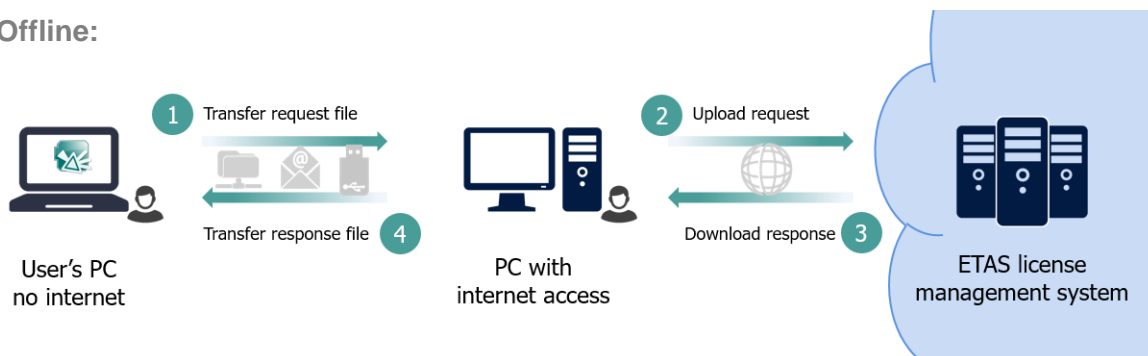 Offline:
1 Transfer request file
2 Upload request
@
Transfer response file 4
Download response 3
User's PC
no internet
PC with
internet access
ETAS license
management system